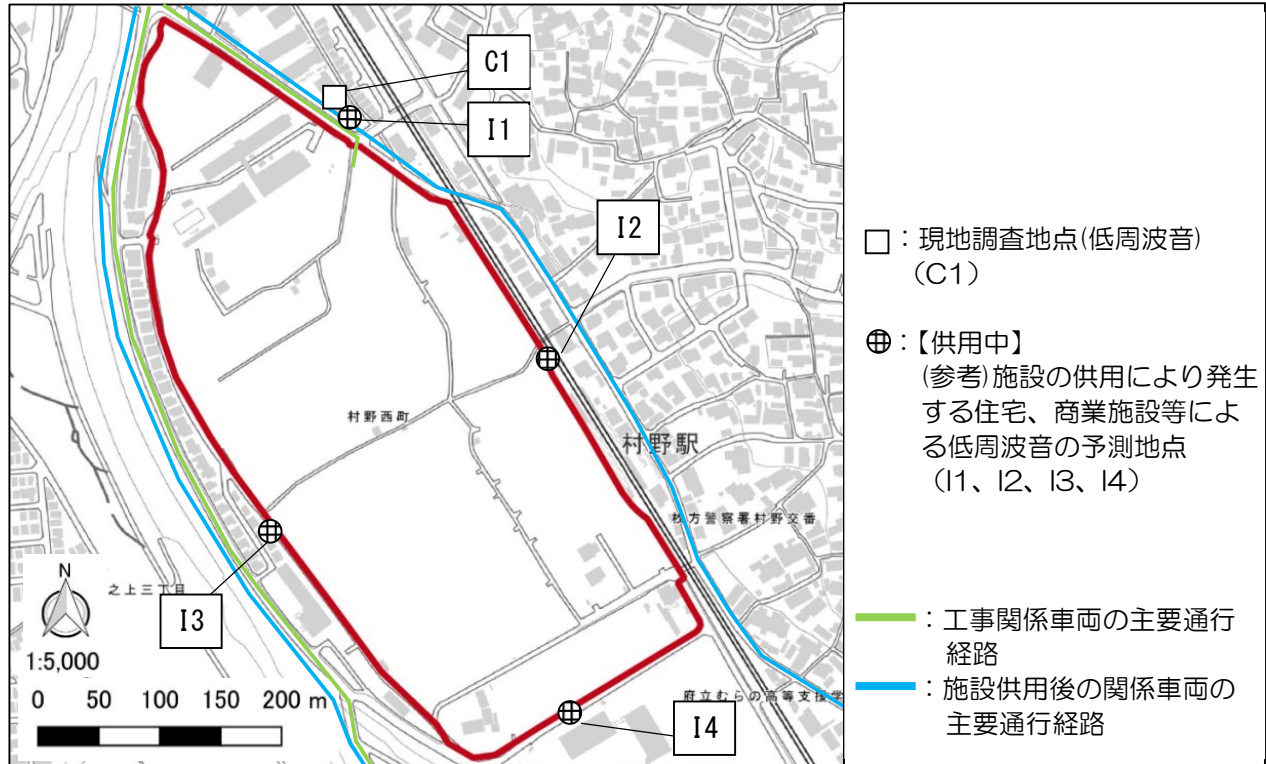 C1
I1
I2
村野西町
村野駅
枚方警察署村野交番
I3
之上三丁目
N
1:5,000
0 50 100 150 200 m
府立むらの高等支援学
I4
□：現地調査地点(低周波音)
（C1）
：【供用中】
(参考)施設の供用により発生
する住宅、商業施設等によ
る低周波音の予測地点
（I1、I2、I3、I4）
：工事関係車両の主要通行
経路
：施設供用後の関係車両の
主要通行経路